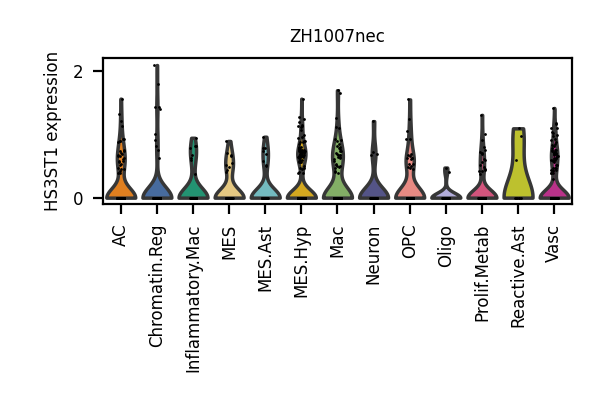 ZH1007nec
HS3ST1 expression
2
0
AC
Chromatin.Reg
Inflammatory.Mac
MES
MES.Ast
MES.Hyp
Mac
Neuron
OPC
Oligo
Prolif.Metab
Reactive.Ast
Vasc